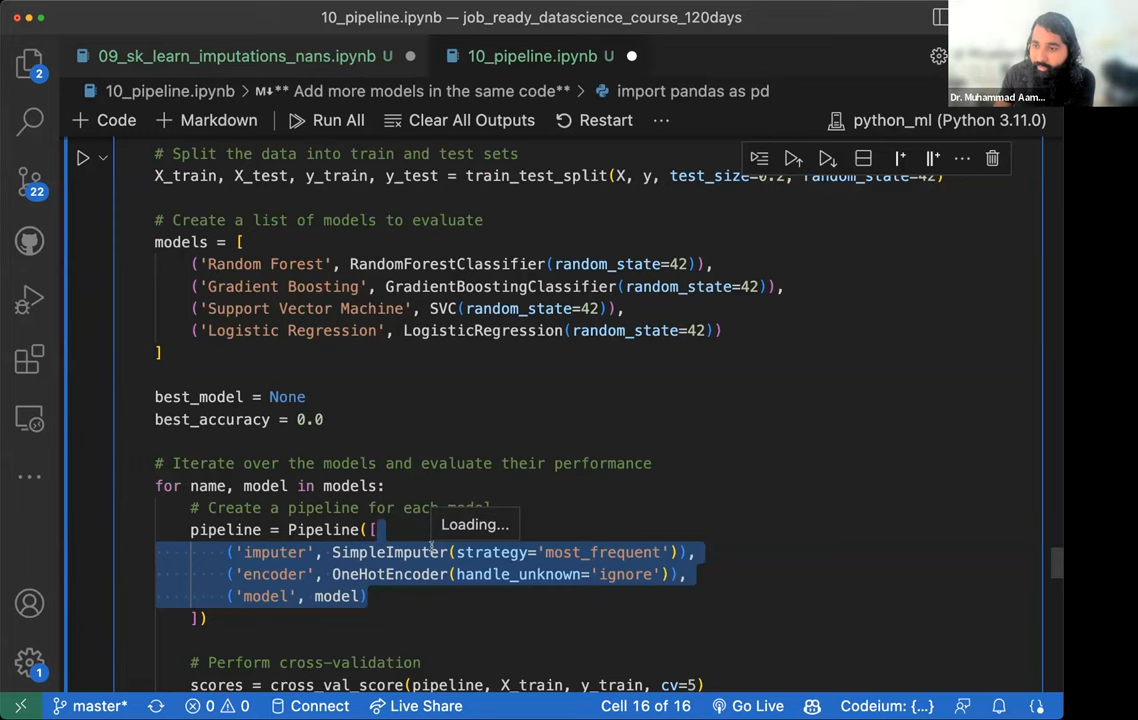 10_pipeline.ipynb — job_ready_datascience_course_120days
09_sk_learn_imputations_nans.ipynb U
10_pipeline.ipynb U
10_pipeline.ipynb > M↓** Add more models in the same code** > import pandas as pd
+ Code + Markdown Run All Clear All Outputs Restart ... python_ml (Python 3.11.0)
Dr. Muhammad Aam...
# Split the data into train and test sets
X_train, X_test, y_train, y_test = train_test_split(X, y, test_size=0.2, random_state=42)
# Create a list of models to evaluate
models = [
('Random Forest', RandomForestClassifier(random_state=42)),
('Gradient Boosting', GradientBoostingClassifier(random_state=42)),
('Support Vector Machine', SVC(random_state=42)),
('Logistic Regression', LogisticRegression(random_state=42))
]
best_model = None
best_accuracy = 0.0
# Iterate over the models and evaluate their performance
for name, model in models:
# Create a pipeline for each model
Loading...
pipeline = Pipeline([
('imputer', SimpleImputer(strategy='most_frequent')),
('encoder', OneHotEncoder(handle_unknown='ignore')),
('model', model)
])
# Perform cross-validation
scores = cross_val_score(pipeline, X_train, y_train, cv=5)
2
22
1
master* 0 0 Connect Live Share Cell 16 of 16 Go Live Codeium: {...}